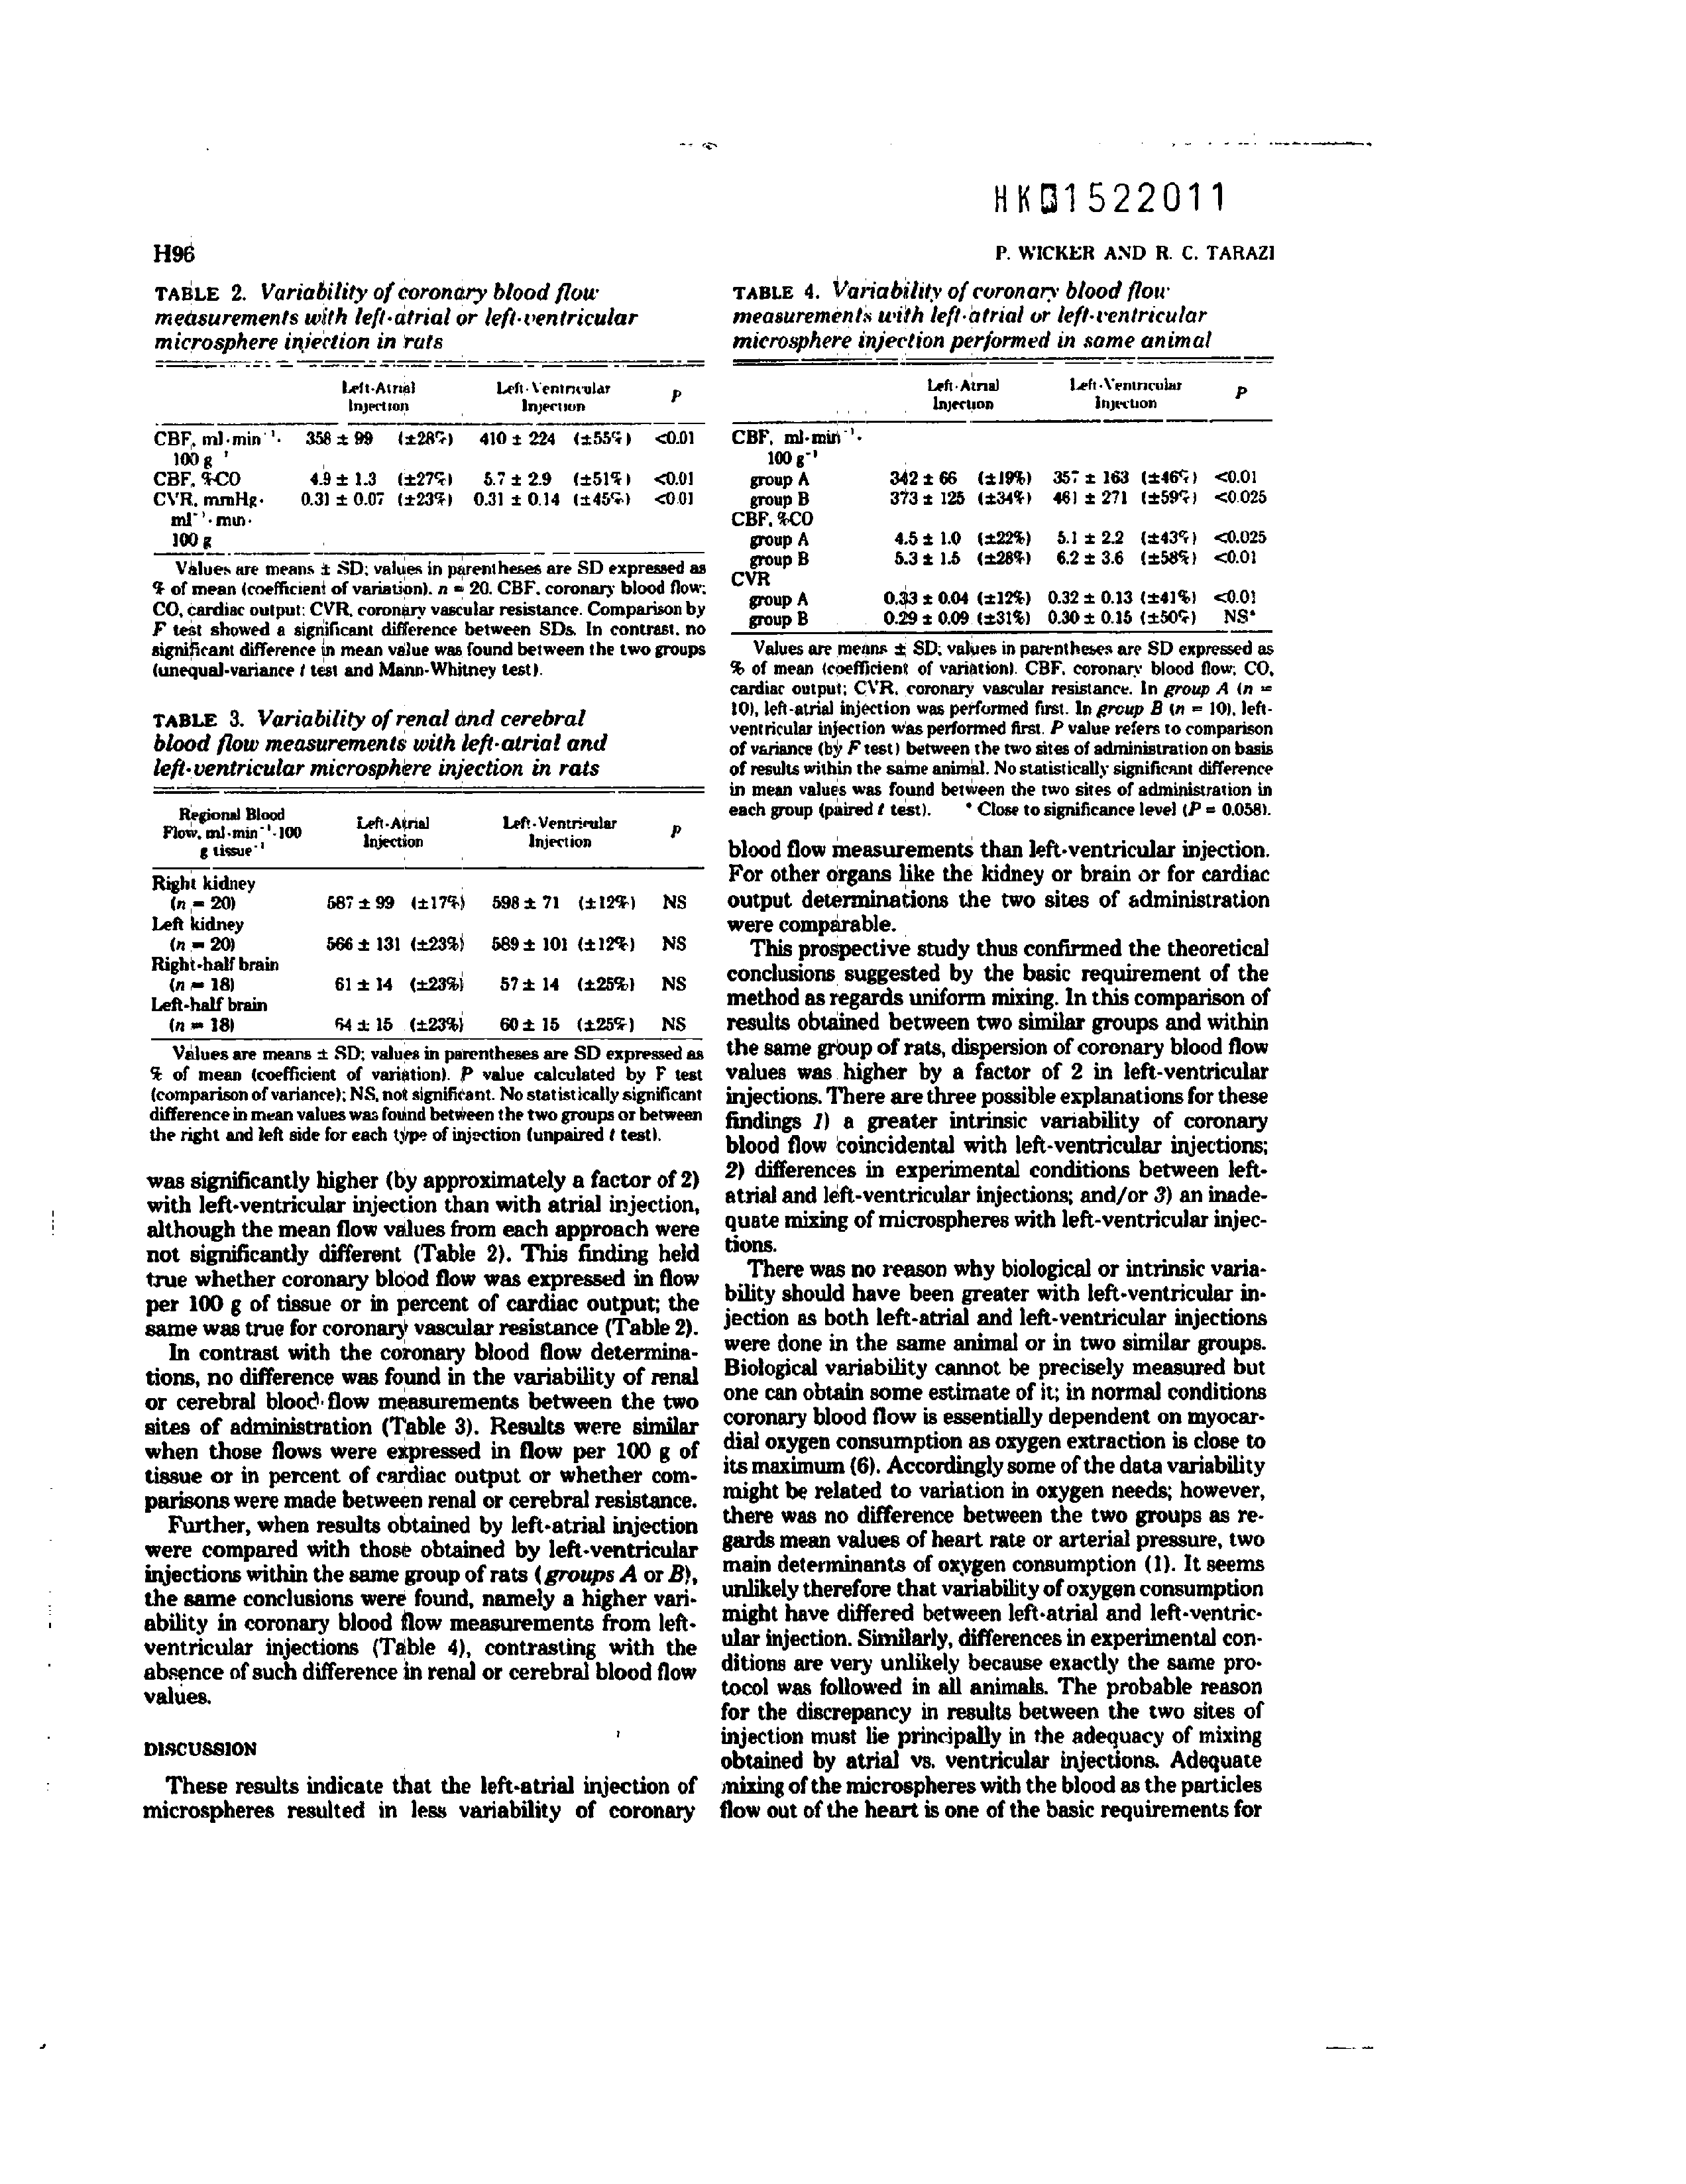 HK 1522011
H96
P. WICKER AND R. C. TARAZI
TABLE 2. Variability of coronary blood flow
measurements with left-atrial or left-ventricular
microsphere injection in rats
Left-Atrial Injection Left-Ventricular Injection P
CBF, ml·min⁻¹· 358 ± 99 (±28%) 410 ± 224 (±55%) <0.01
100 g⁻¹
CBF, %CO 4.9 ± 1.3 (±27%) 5.7 ± 2.9 (±51%) <0.01
CVR, mmHg· 0.31 ± 0.07 (±23%) 0.31 ± 0.14 (±45%) <0.01
ml⁻¹·min·
100 g
Values are means ± SD; values in parentheses are SD expressed as
% of mean (coefficient of variation). n = 20. CBF, coronary blood flow;
CO, cardiac output; CVR, coronary vascular resistance. Comparison by
F test showed a significant difference between SDs. In contrast, no
significant difference in mean value was found between the two groups
(unequal-variance t test and Mann-Whitney test).
TABLE 3. Variability of renal and cerebral
blood flow measurements with left-atrial and
left-ventricular microsphere injection in rats
Regional Blood
Flow, ml·min⁻¹·100
g tissue⁻¹
Left-Atrial Injection Left-Ventricular Injection P
Right kidney
(n = 20) 587 ± 99 (±17%) 598 ± 71 (±12%) NS
Left kidney
(n = 20) 566 ± 131 (±23%) 589 ± 101 (±12%) NS
Right-half brain
(n = 18) 61 ± 14 (±23%) 57 ± 14 (±25%) NS
Left-half brain
(n = 18) 64 ± 15 (±23%) 60 ± 15 (±25%) NS
Values are means ± SD; values in parentheses are SD expressed as
% of mean (coefficient of variation). P value calculated by F test
(comparison of variance); NS, not significant. No statistically significant
difference in mean values was found between the two groups or between
the right and left side for each type of injection (unpaired t test).
was significantly higher (by approximately a factor of 2)
with left-ventricular injection than with atrial injection,
although the mean flow values from each approach were
not significantly different (Table 2). This finding held
true whether coronary blood flow was expressed in flow
per 100 g of tissue or in percent of cardiac output; the
same was true for coronary vascular resistance (Table 2).
In contrast with the coronary blood flow determina-
tions, no difference was found in the variability of renal
or cerebral blood flow measurements between the two
sites of administration (Table 3). Results were similar
when those flows were expressed in flow per 100 g of
tissue or in percent of cardiac output or whether com-
parisons were made between renal or cerebral resistance.
Further, when results obtained by left-atrial injection
were compared with those obtained by left-ventricular
injections within the same group of rats (groups A or B),
the same conclusions were found, namely a higher vari-
ability in coronary blood flow measurements from left-
ventricular injections (Table 4), contrasting with the
absence of such difference in renal or cerebral blood flow
values.
DISCUSSION
These results indicate that the left-atrial injection of
microspheres resulted in less variability of coronary
TABLE 4. Variability of coronary blood flow
measurements with left-atrial or left-ventricular
microsphere injection performed in same animal
Left-Atrial Injection Left-Ventricular Injection P
CBF, ml·min⁻¹·
100 g⁻¹
group A 342 ± 66 (±19%) 357 ± 163 (±46%) <0.01
group B 373 ± 125 (±34%) 461 ± 271 (±59%) <0.025
CBF, %CO
group A 4.5 ± 1.0 (±22%) 5.1 ± 2.2 (±43%) <0.025
group B 5.3 ± 1.5 (±28%) 6.2 ± 3.6 (±58%) <0.01
CVR
group A 0.33 ± 0.04 (±12%) 0.32 ± 0.13 (±41%) <0.01
group B 0.29 ± 0.09 (±31%) 0.30 ± 0.15 (±50%) NS*
Values are means ± SD; values in parentheses are SD expressed as
% of mean (coefficient of variation). CBF, coronary blood flow; CO,
cardiac output; CVR, coronary vascular resistance. In group A (n =
10), left-atrial injection was performed first. In group B (n = 10), left-
ventricular injection was performed first. P value refers to comparison
of variance (by F test) between the two sites of administration on basis
of results within the same animal. No statistically significant difference
in mean values was found between the two sites of administration in
each group (paired t test). * Close to significance level (P = 0.058).
blood flow measurements than left-ventricular injection.
For other organs like the kidney or brain or for cardiac
output determinations the two sites of administration
were comparable.
This prospective study thus confirmed the theoretical
conclusions suggested by the basic requirement of the
method as regards uniform mixing. In this comparison of
results obtained between two similar groups and within
the same group of rats, dispersion of coronary blood flow
values was higher by a factor of 2 in left-ventricular
injections. There are three possible explanations for these
findings 1) a greater intrinsic variability of coronary
blood flow coincidental with left-ventricular injections;
2) differences in experimental conditions between left-
atrial and left-ventricular injections; and/or 3) an inade-
quate mixing of microspheres with left-ventricular injec-
tions.
There was no reason why biological or intrinsic varia-
bility should have been greater with left-ventricular in-
jection as both left-atrial and left-ventricular injections
were done in the same animal or in two similar groups.
Biological variability cannot be precisely measured but
one can obtain some estimate of it; in normal conditions
coronary blood flow is essentially dependent on myocar-
dial oxygen consumption as oxygen extraction is close to
its maximum (6). Accordingly some of the data variability
might be related to variation in oxygen needs; however,
there was no difference between the two groups as re-
gards mean values of heart rate or arterial pressure, two
main determinants of oxygen consumption (1). It seems
unlikely therefore that variability of oxygen consumption
might have differed between left-atrial and left-ventric-
ular injection. Similarly, differences in experimental con-
ditions are very unlikely because exactly the same pro-
tocol was followed in all animals. The probable reason
for the discrepancy in results between the two sites of
injection must lie principally in the adequacy of mixing
obtained by atrial vs. ventricular injections. Adequate
mixing of the microspheres with the blood as the particles
flow out of the heart is one of the basic requirements for